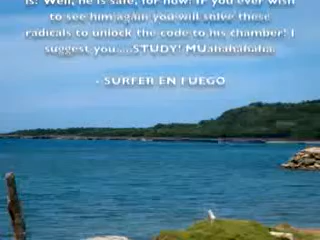 is? Well, he is safe, for now! If you ever wish
to see him again you will solve these
radicals to unlock the code to his chamber! I
suggest you.....STUDY! MUahahahaha.
- SURFER EN FUEGO